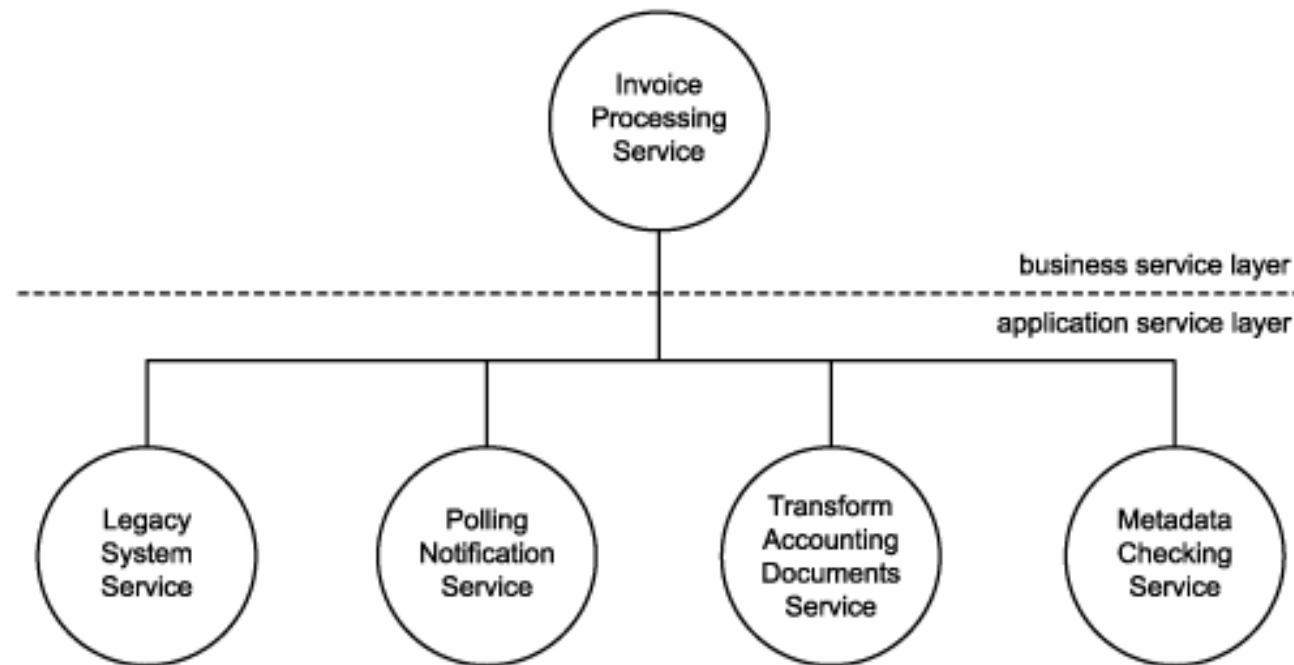 Invoice
Processing
Service
business service layer
application service layer
Legacy
System
Service
Polling
Notification
Service
Transform
Accounting
Documents
Service
Metadata
Checking
Service